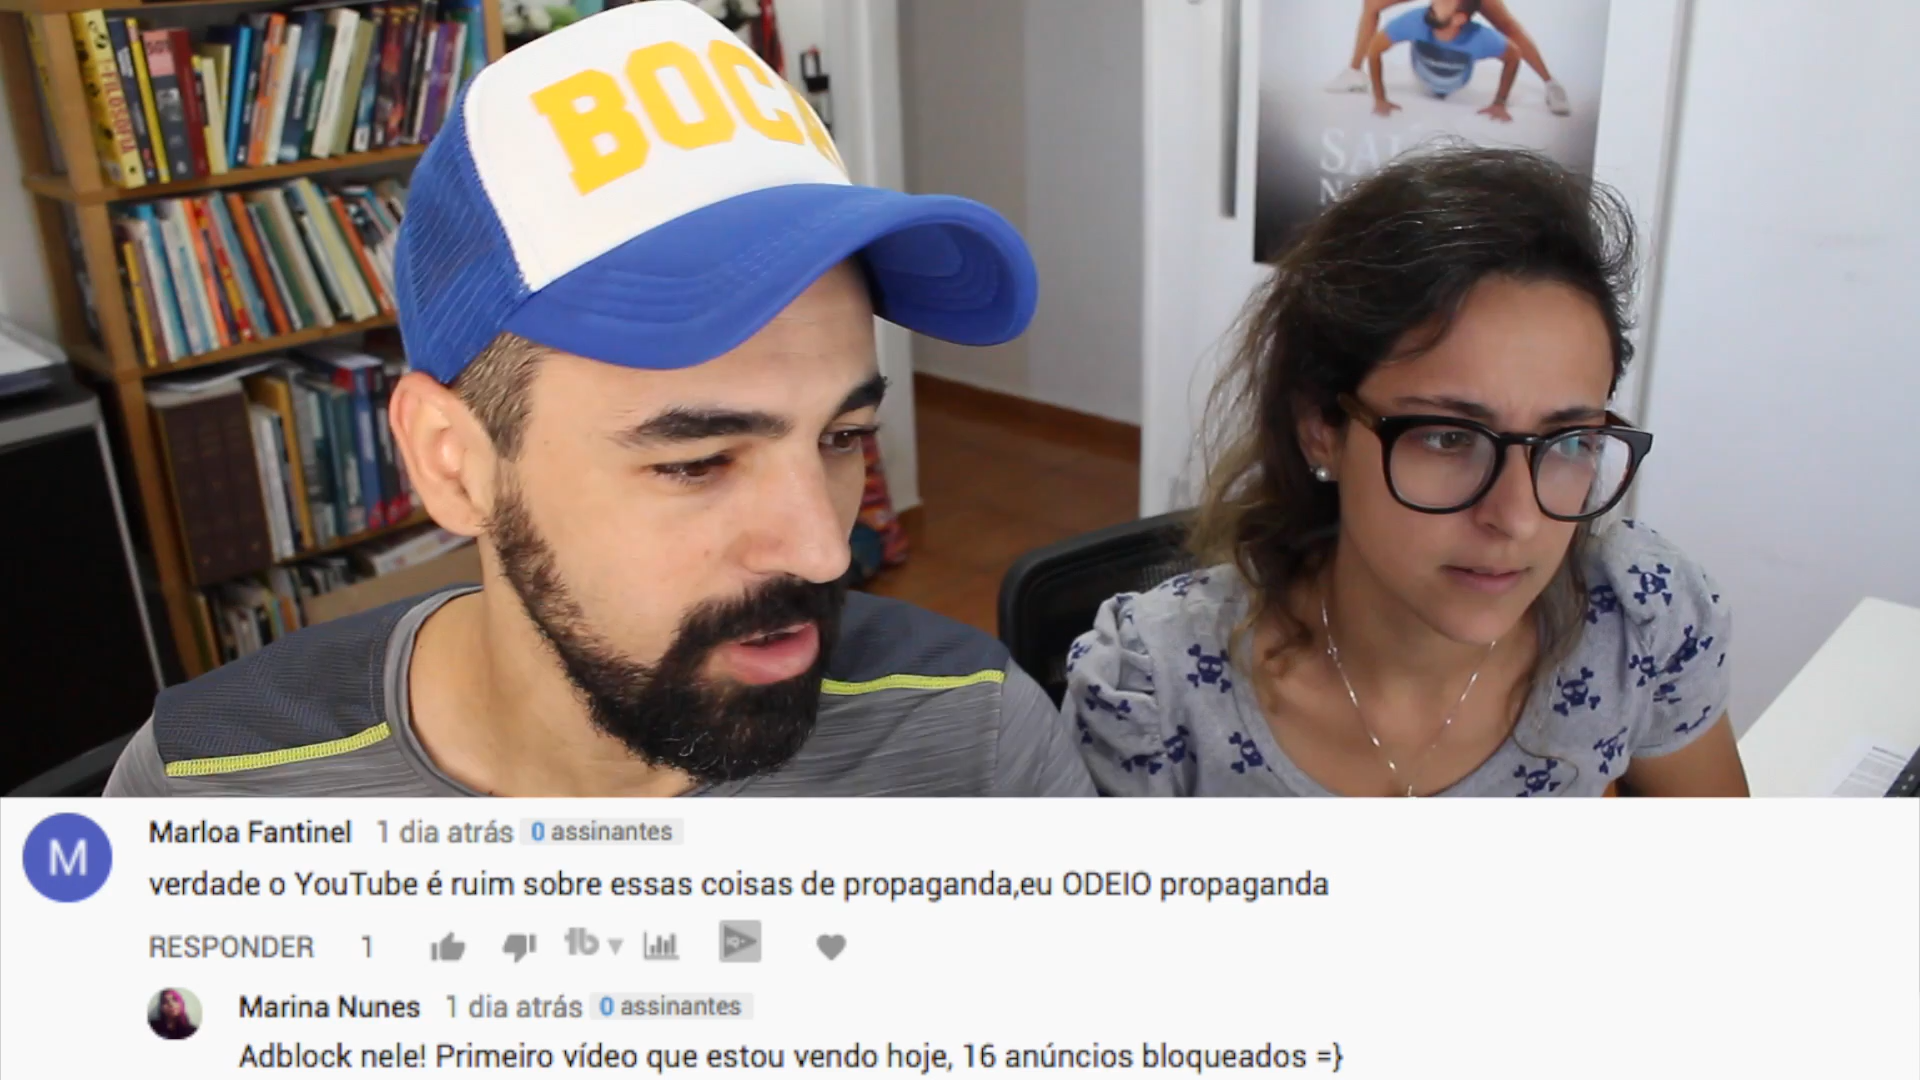 FILOSOFIA
BOCA
Marloa Fantinel 1 dia atrás 0 assinantes
verdade o YouTube é ruim sobre essas coisas de propaganda,eu ODEIO propaganda
RESPONDER 1
Marina Nunes 1 dia atrás 0 assinantes
Adblock nele! Primeiro vídeo que estou vendo hoje, 16 anúncios bloqueados =}